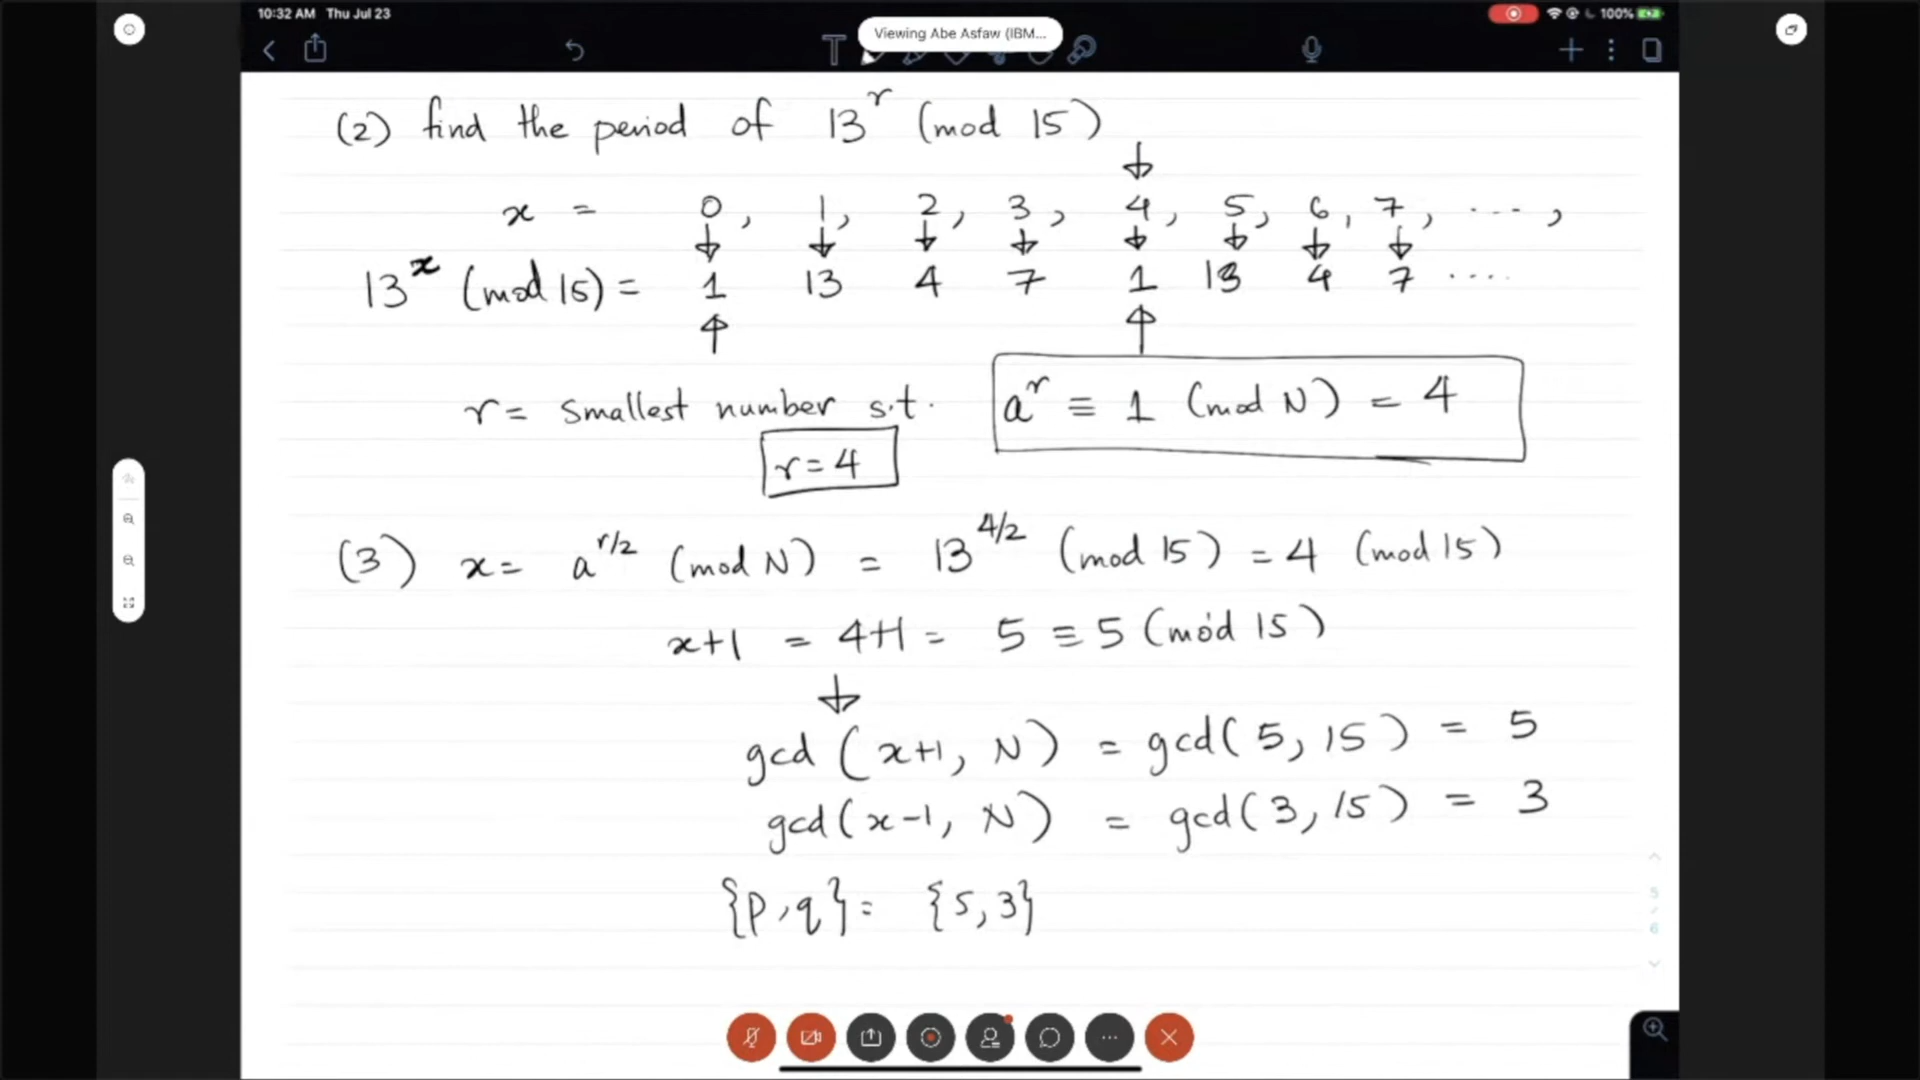 10:32 AM Thu Jul 23
100%
Viewing Abe Asfaw (IBM...
(2) find the period of 13^r (mod 15)
x = 0, 1, 2, 3, 4, 5, 6, 7, ...,
13^x (mod 15) = 1 13 4 7 1 13 4 7 ....
r = smallest number s.t. a^r ≡ 1 (mod N) = 4
r = 4
(3) x = a^r/2 (mod N) = 13^4/2 (mod 15) = 4 (mod 15)
x+1 = 4+1 = 5 ≡ 5 (mod 15)
gcd (x+1, N) = gcd(5, 15) = 5
gcd(x-1, N) = gcd(3, 15) = 3
{p, q} = {5, 3}
5
6